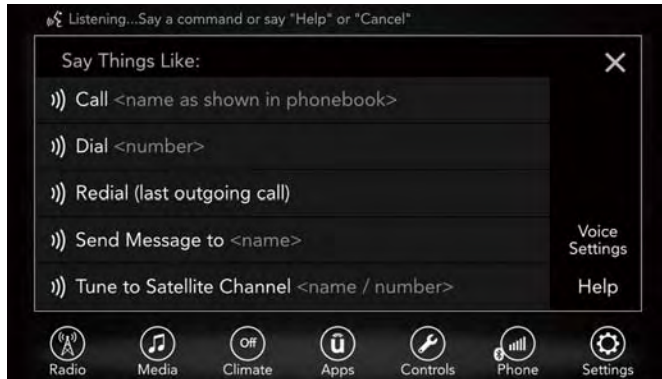 Listening...Say a command or say "Help" or "Cancel"
Say Things Like:
Call <name as shown in phonebook>
Dial <number>
Redial (last outgoing call)
Send Message to <name>
Voice
Settings
Tune to Satellite Channel <name / number>
Help
Off
ū
Radio
Media
Climate
Apps
Controls
Phone
Settings